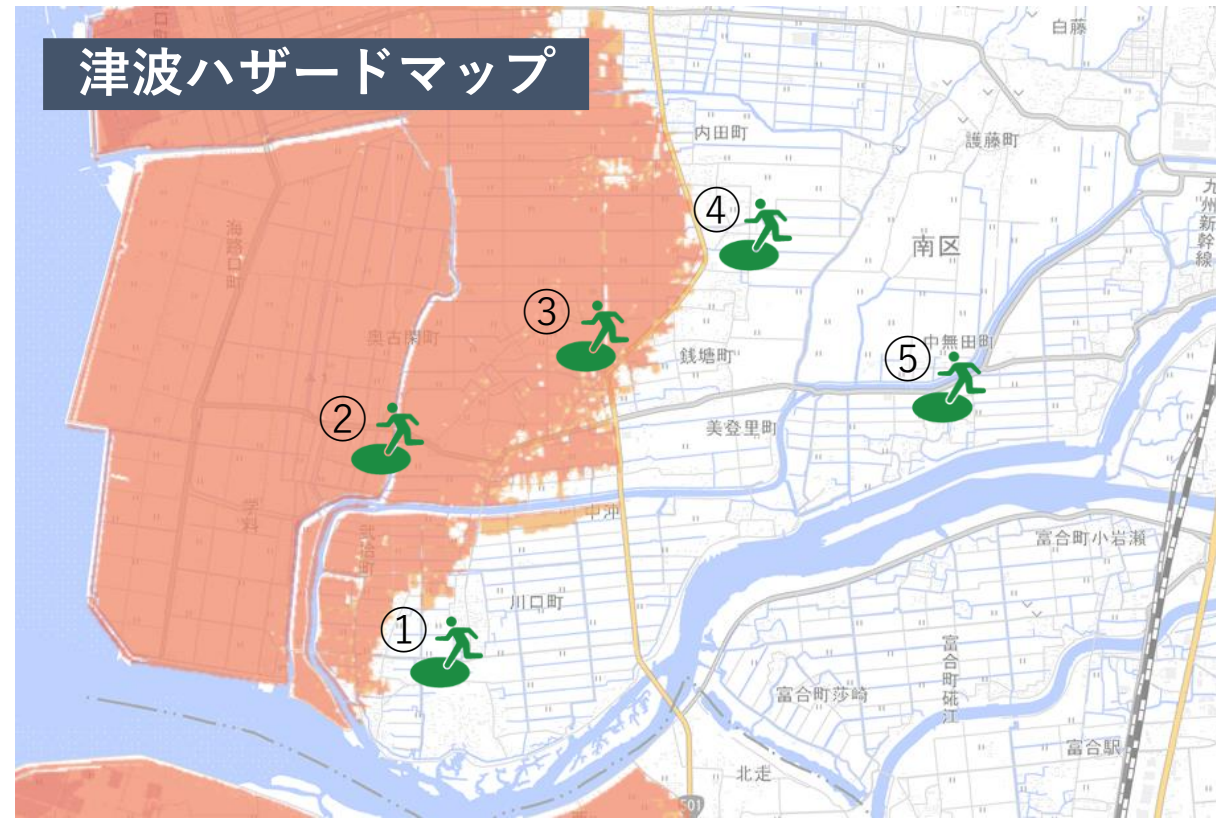 白藤
津波ハザードマップ
内田町
護藤町
九州新幹線
④
海路口町
南区
③
奥古閑町
銭塘町
中無田町
⑤
②
美登里町
学料
中沖
富合町小岩瀬
川口町
①
富合町硴江
富合町莎崎
富合駅
北走
501